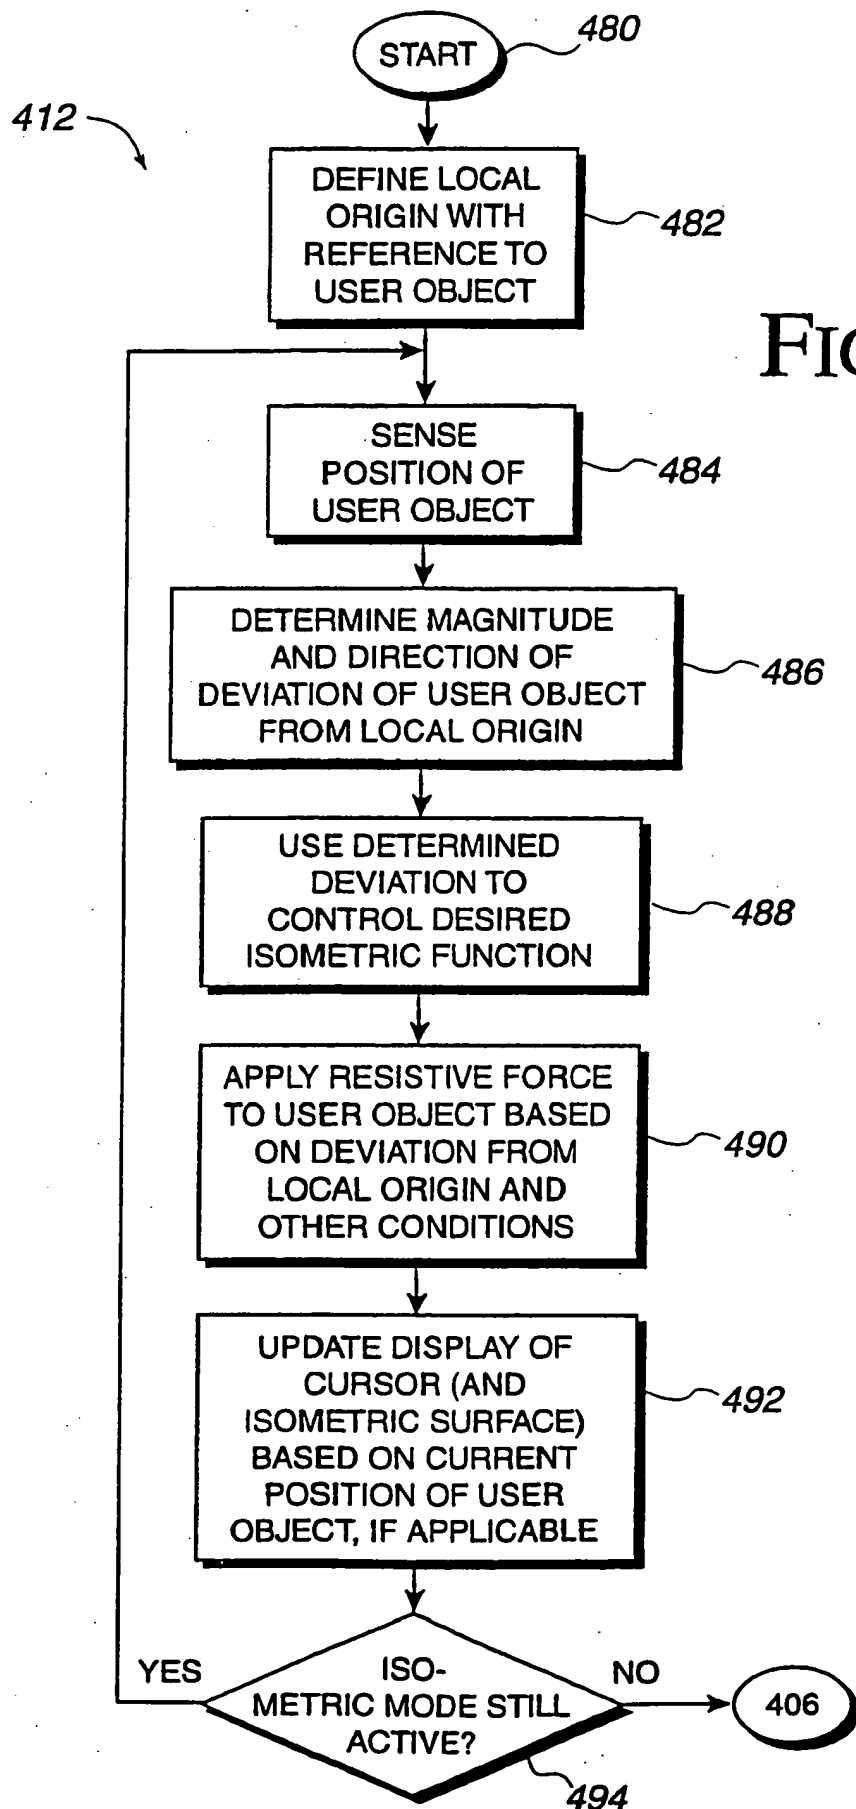 START
480
412
DEFINE LOCAL
ORIGIN WITH
REFERENCE TO
USER OBJECT
482
FIG
SENSE
POSITION OF
USER OBJECT
484
DETERMINE MAGNITUDE
AND DIRECTION OF
DEVIATION OF USER OBJECT
FROM LOCAL ORIGIN
486
USE DETERMINED
DEVIATION TO
CONTROL DESIRED
ISOMETRIC FUNCTION
488
APPLY RESISTIVE FORCE
TO USER OBJECT BASED
ON DEVIATION FROM
LOCAL ORIGIN AND
OTHER CONDITIONS
490
UPDATE DISPLAY OF
CURSOR (AND
ISOMETRIC SURFACE)
BASED ON CURRENT
POSITION OF USER
OBJECT, IF APPLICABLE
492
YES
ISO-
METRIC MODE STILL
ACTIVE?
NO
406
494